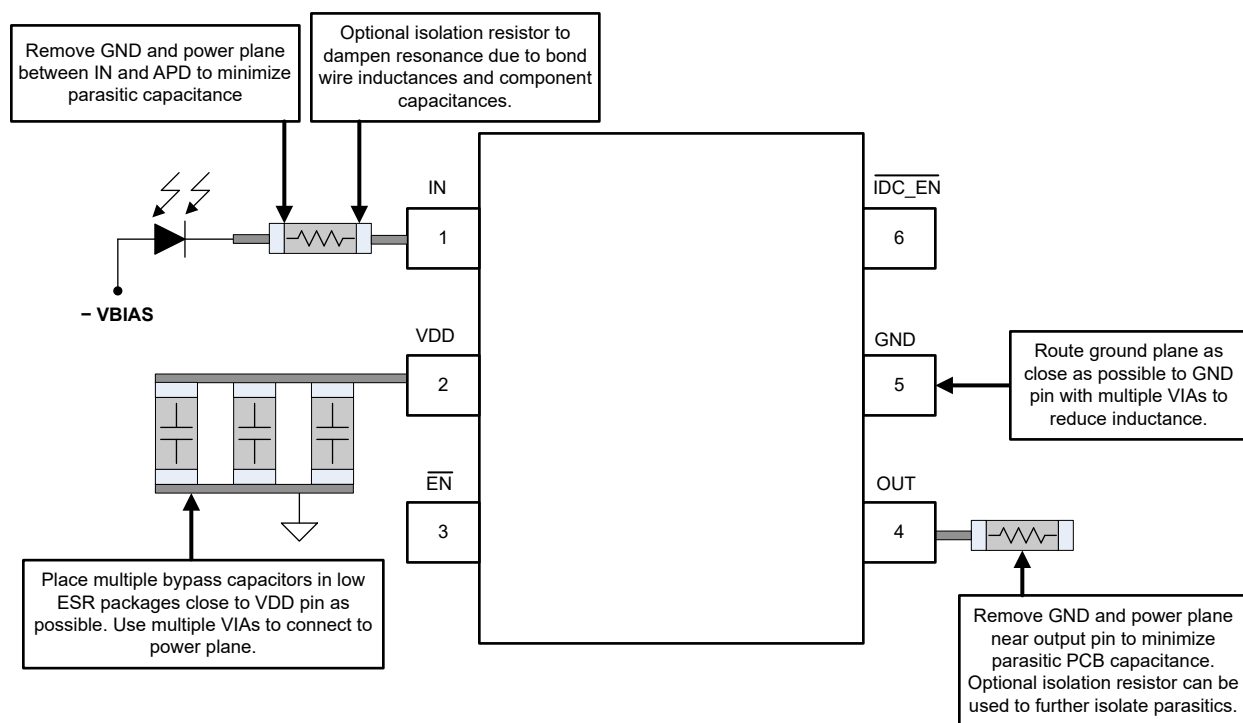 Remove GND and power plane
between IN and APD to minimize
parasitic capacitance
Optional isolation resistor to
dampen resonance due to bond
wire inductances and component
capacitances.
IN
1
IDC_EN
6
− VBIAS
VDD
2
GND
5
Route ground plane as
close as possible to GND
pin with multiple VIAs to
reduce inductance.
EN
3
OUT
4
Place multiple bypass capacitors in low
ESR packages close to VDD pin as
possible. Use multiple VIAs to connect to
power plane.
Remove GND and power plane
near output pin to minimize
parasitic PCB capacitance.
Optional isolation resistor can be
used to further isolate parasitics.